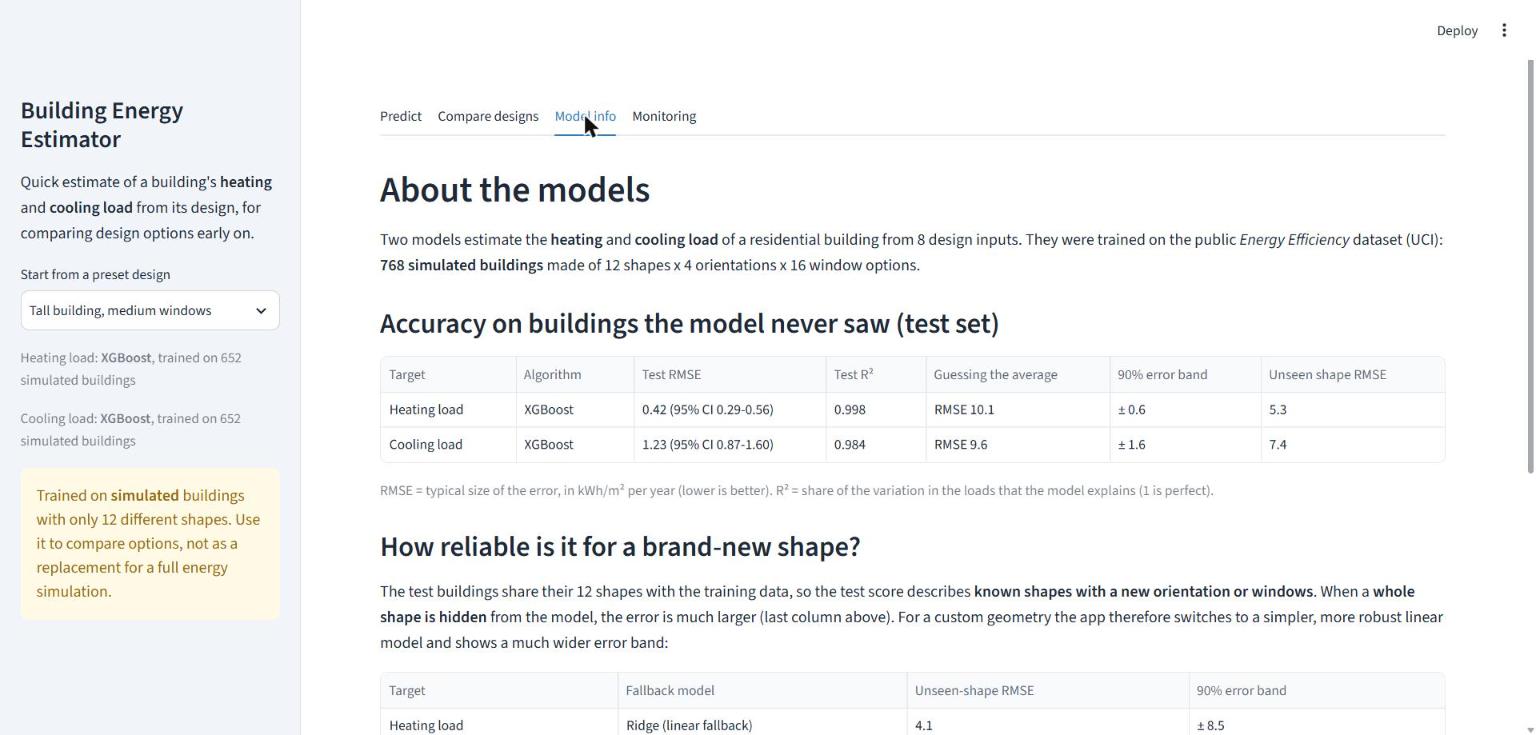 Deploy
Building Energy
Estimator
Quick estimate of a building's heating
and cooling load from its design, for
comparing design options early on.
Start from a preset design
Tall building, medium windows
Heating load: XGBoost, trained on 652
simulated buildings
Cooling load: XGBoost, trained on 652
simulated buildings
Trained on simulated buildings
with only 12 different shapes. Use
it to compare options, not as a
replacement for a full energy
simulation.
Predict Compare designs Model info Monitoring
About the models
Two models estimate the heating and cooling load of a residential building from 8 design inputs. They were trained on the public Energy Efficiency dataset (UCI):
768 simulated buildings made of 12 shapes x 4 orientations x 16 window options.
Accuracy on buildings the model never saw (test set)
Target Algorithm Test RMSE Test R² Guessing the average 90% error band Unseen shape RMSE
Heating load XGBoost 0.42 (95% CI 0.29-0.56) 0.998 RMSE 10.1 ± 0.6 5.3
Cooling load XGBoost 1.23 (95% CI 0.87-1.60) 0.984 RMSE 9.6 ± 1.6 7.4
RMSE = typical size of the error, in kWh/m² per year (lower is better). R² = share of the variation in the loads that the model explains (1 is perfect).
How reliable is it for a brand-new shape?
The test buildings share their 12 shapes with the training data, so the test score describes known shapes with a new orientation or windows. When a whole
shape is hidden from the model, the error is much larger (last column above). For a custom geometry the app therefore switches to a simpler, more robust linear
model and shows a much wider error band:
Target Fallback model Unseen-shape RMSE 90% error band
Heating load Ridge (linear fallback) 4.1 ± 8.5